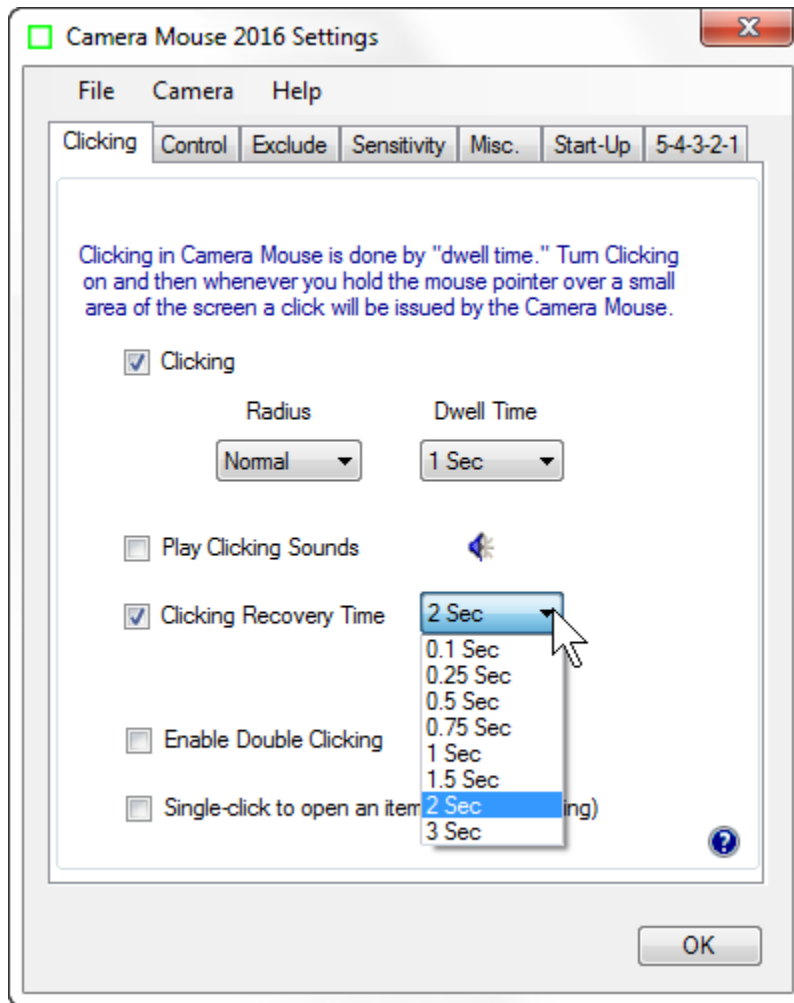 Camera Mouse 2016 Settings
File Camera Help
Clicking Control Exclude Sensitivity Misc. Start-Up 5-4-3-2-1
Clicking in Camera Mouse is done by "dwell time." Turn Clicking
on and then whenever you hold the mouse pointer over a small
area of the screen a click will be issued by the Camera Mouse.
Clicking
Radius Dwell Time
Normal 1 Sec
Play Clicking Sounds
Clicking Recovery Time 2 Sec
0.1 Sec
0.25 Sec
0.5 Sec
0.75 Sec
Enable Double Clicking
1 Sec
1.5 Sec
Single-click to open an item 2 Sec ing)
3 Sec
OK